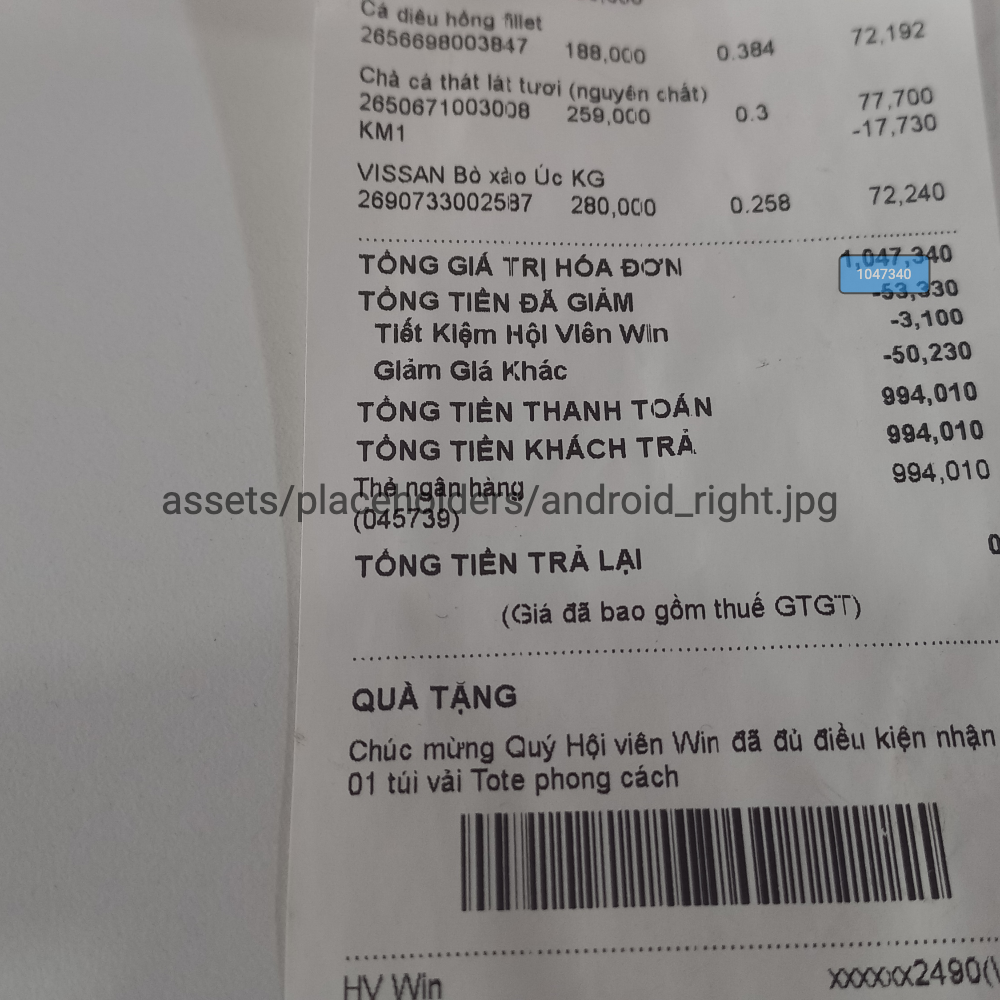 Cá diêu hồng fillet
2656698003847 188,000 0.384 72,192
Chả cá thát lát tươi (nguyên chất)
2650671003008 259,000 0.3 77,700
KM1 -17,730
VISSAN Bò xào Úc KG
2690733002587 280,000 0.258 72,240
TỔNG GIÁ TRỊ HÓA ĐƠN 1,047,340
1047340
TỔNG TIỀN ĐÃ GIẢM -53,330
Tiết Kiệm Hội Viên Win -3,100
Giảm Giá Khác -50,230
TỔNG TIỀN THANH TOÁN 994,010
TỔNG TIỀN KHÁCH TRẢ 994,010
Thẻ ngân hàng 994,010
assets/placeholders/android_right.jpg
(045739)
TỔNG TIỀN TRẢ LẠI 0
(Giá đã bao gồm thuế GTGT)
QUÀ TẶNG
Chúc mừng Quý Hội viên Win đã đủ điều kiện nhận
01 túi vải Tote phong cách
HV Win xxxxxx2490(